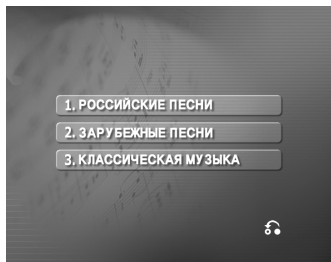 1. РОССИЙСКИЕ ПЕСНИ
2. ЗАРУБЕЖНЫЕ ПЕСНИ
3. КЛАССИЧЕСКАЯ МУЗЫКА